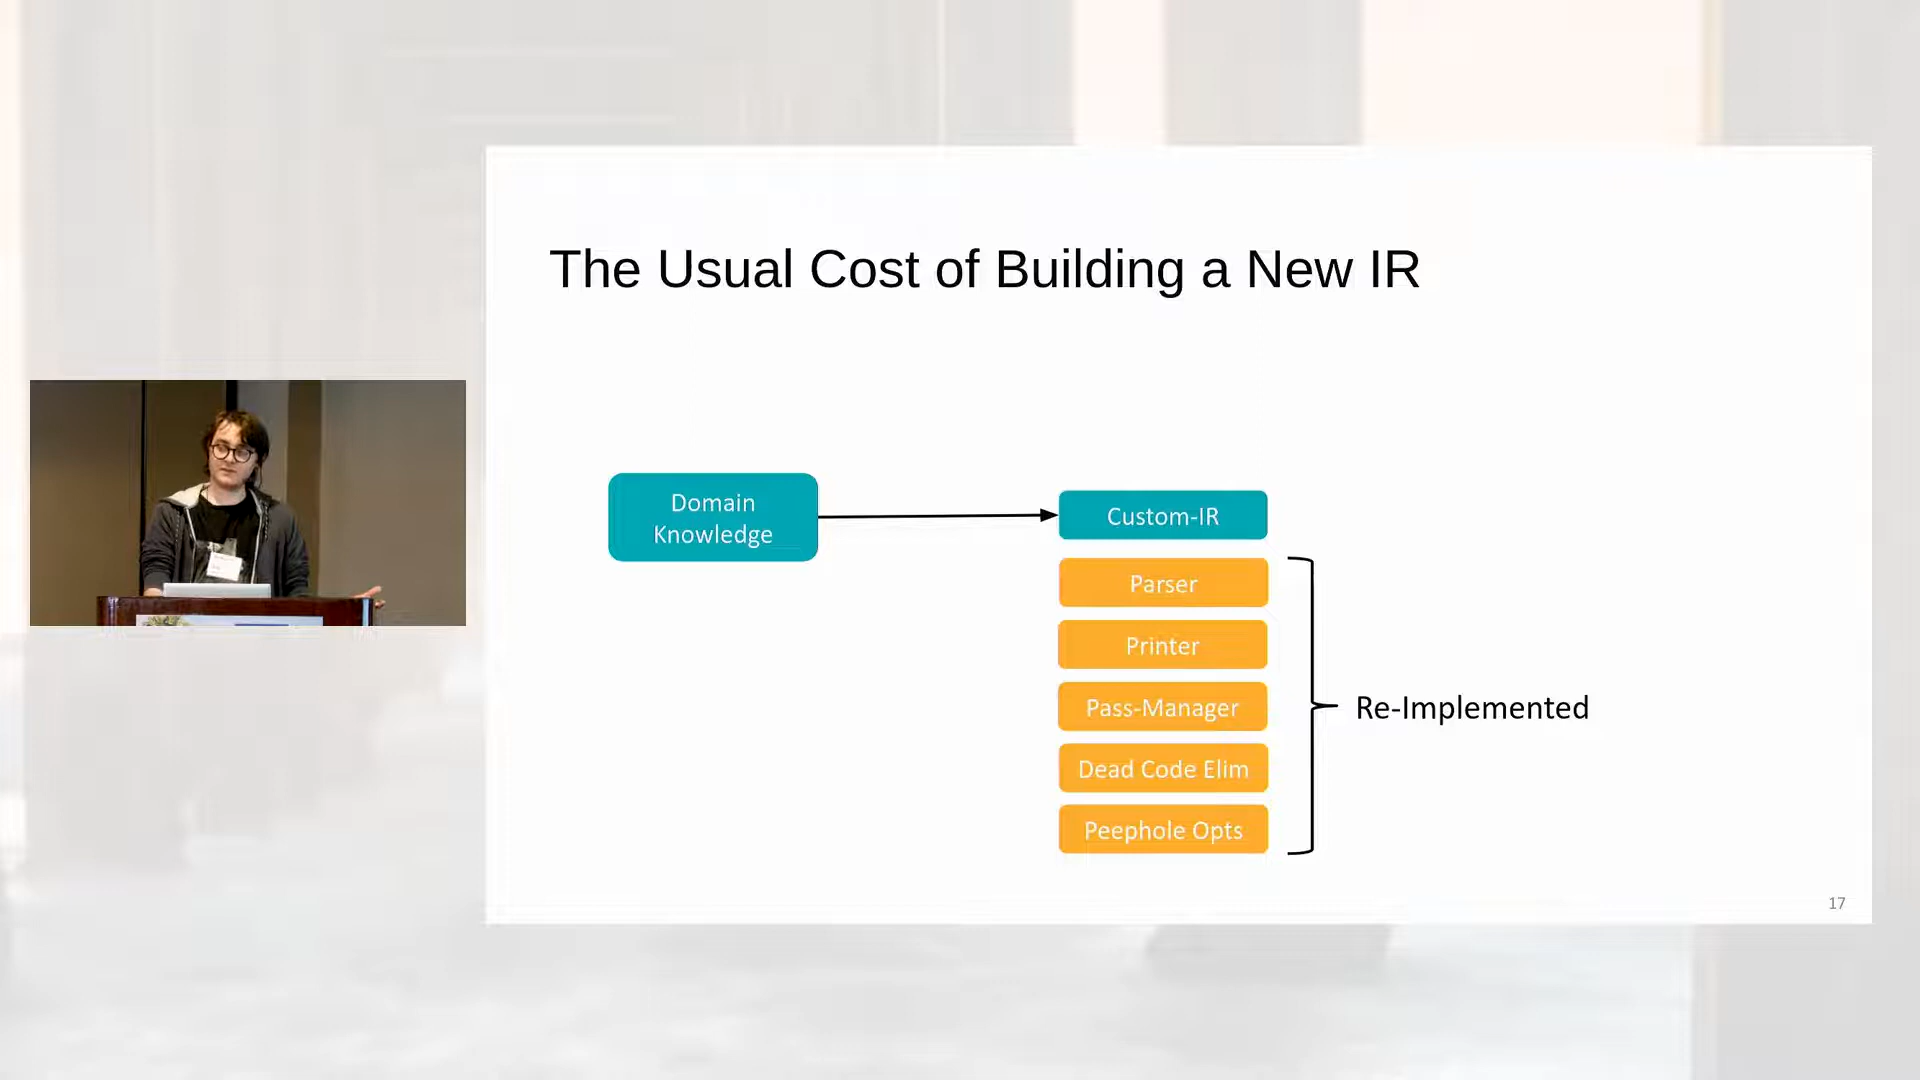 The Usual Cost of Building a New IR
Domain
Knowledge
Custom-IR
Parser
Printer
Pass-Manager
Dead Code Elim
Peephole Opts
Re-Implemented
17